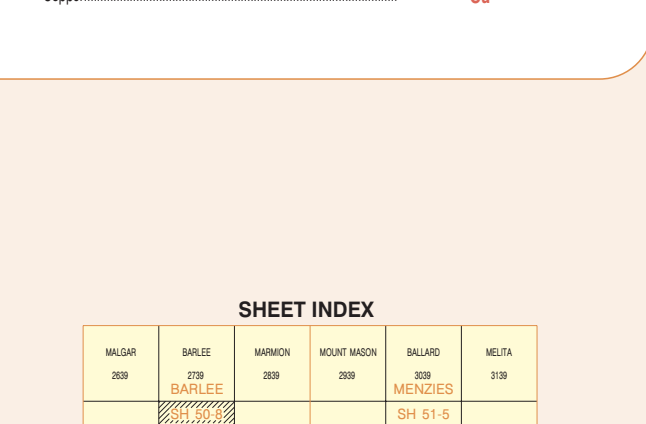 SHEET INDEX
MALGAR BARLEE MARMION MOUNT MASON BALLARD MELITA
2639 2739 2839 2939 3039 3139
BARLEE MENZIES
SH 50-8 SH 51-5